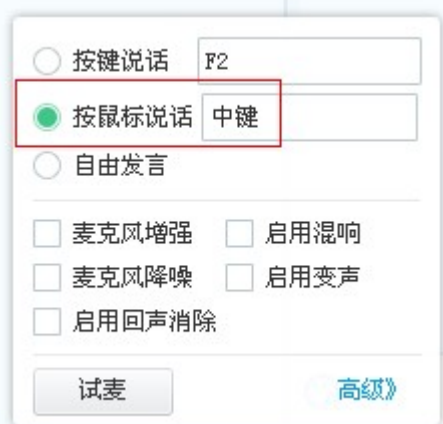 按键说话 F2
按鼠标说话 中键
自由发言
麦克风增强 启用混响
麦克风降噪 启用变声
启用回声消除
试麦 高级》